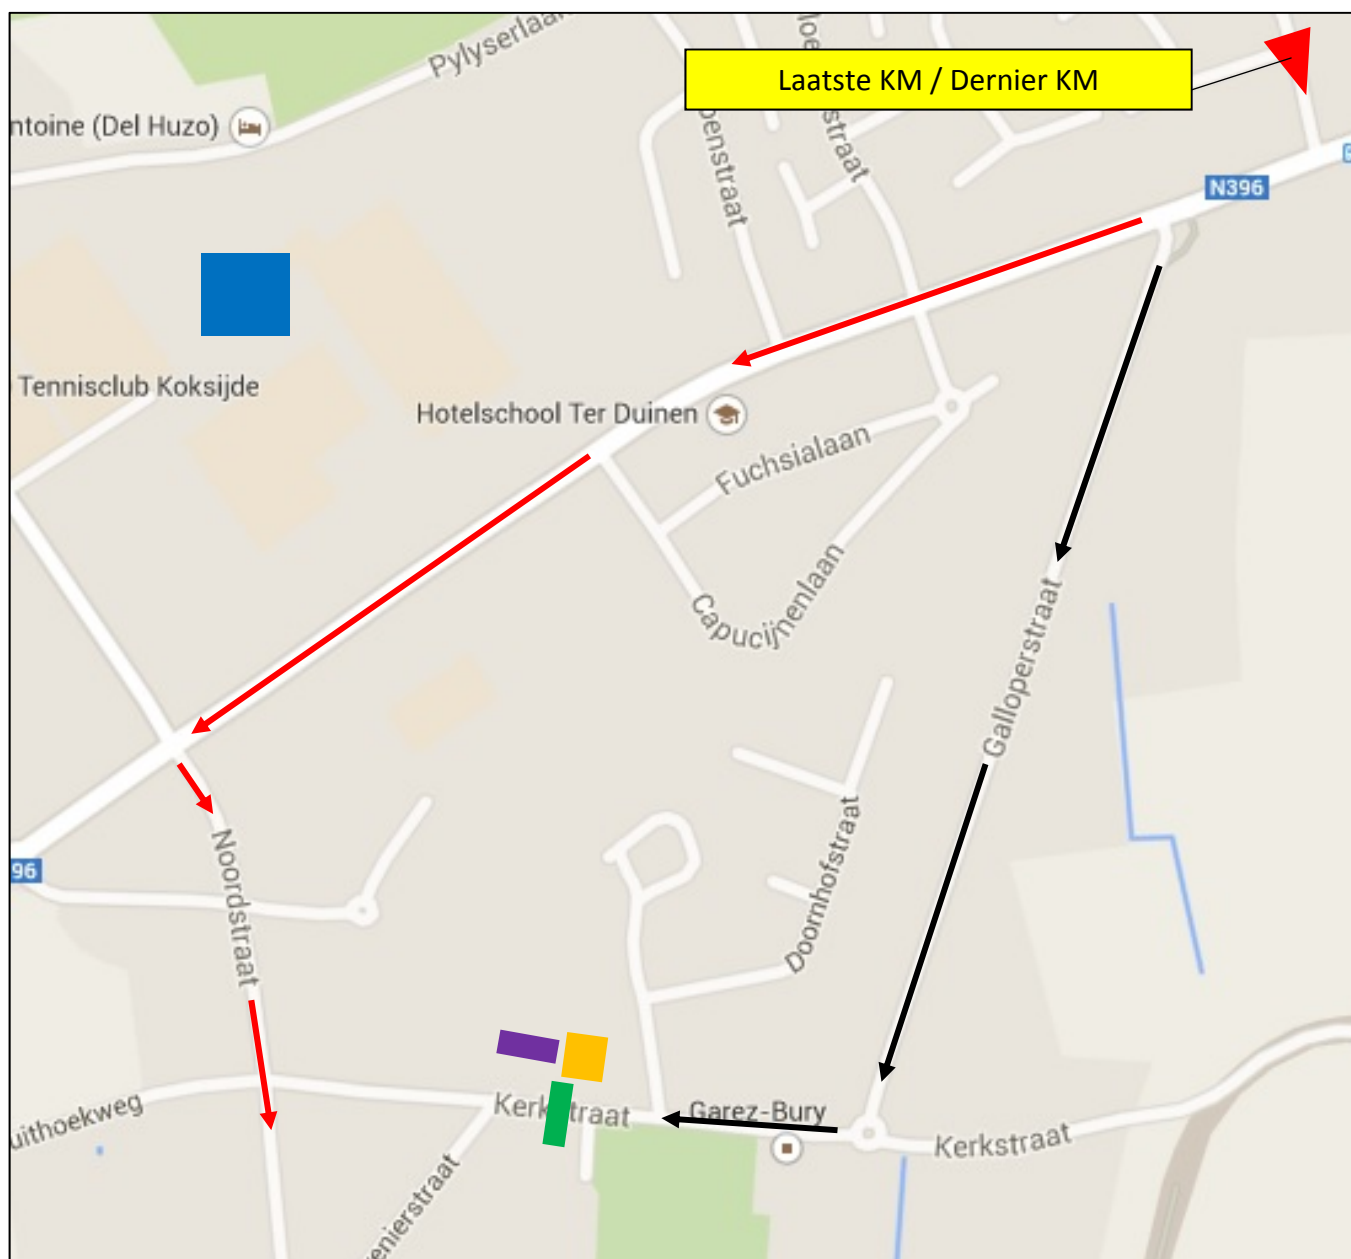 Pylyserlaan
Laatste KM / Dernier KM
ntoine (Del Huzo)
penstraat
straat
N396
Tennisclub Koksijde
Hotelschool Ter Duinen
Fuchsialaan
Capucijnenlaan
Galloperstraat
Noordstraat
96
Doornhofstraat
uithoekweg
Kerkstraat
Garez-Bury
Kerkstraat
enierstraat